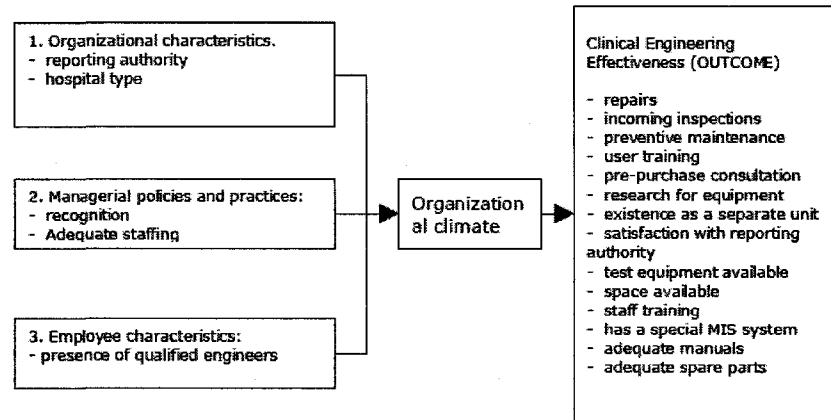 1. Organizational characteristics.
- reporting authority
- hospital type
2. Managerial policies and practices:
- recognition
- Adequate staffing
3. Employee characteristics:
- presence of qualified engineers
Organization
al climate
Clinical Engineering
Effectiveness (OUTCOME)
- repairs
- incoming inspections
- preventive maintenance
- user training
- pre-purchase consultation
- research for equipment
- existence as a separate unit
- satisfaction with reporting
authority
- test equipment available
- space available
- staff training
- has a special MIS system
- adequate manuals
- adequate spare parts